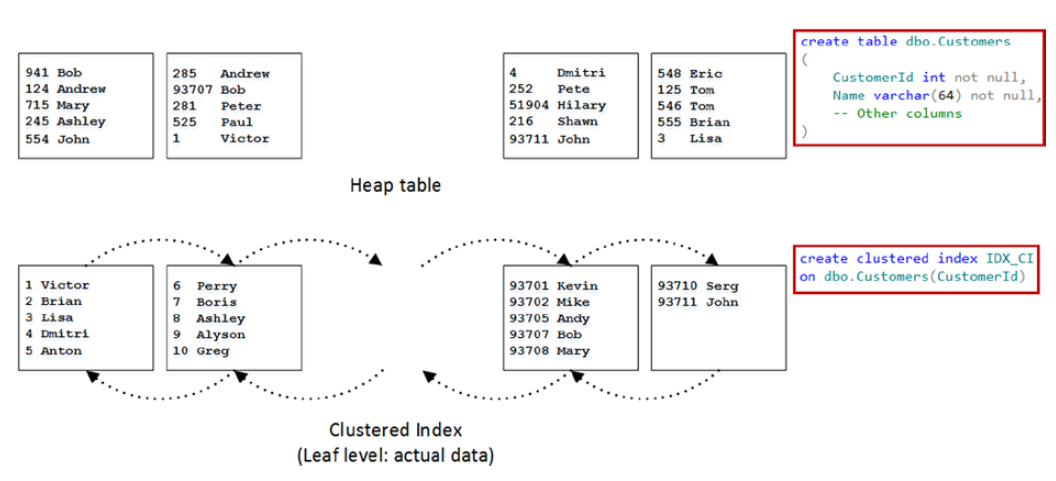 941 Bob
124 Andrew
715 Mary
245 Ashley
554 John
285 Andrew
93707 Bob
281 Peter
525 Paul
1 Victor
4 Dmitri
252 Pete
51904 Hilary
216 Shawn
93711 John
548 Eric
125 Tom
546 Tom
555 Brian
3 Lisa
create table dbo.Customers
(
CustomerId int not null,
Name varchar(64) not null,
-- Other columns
)
Heap table
1 Victor
2 Brian
3 Lisa
4 Dmitri
5 Anton
6 Perry
7 Boris
8 Ashley
9 Alyson
10 Greg
93701 Kevin
93702 Mike
93705 Andy
93707 Bob
93708 Mary
93710 Serg
93711 John
create clustered index IDX_CI
on dbo.Customers(CustomerId)
Clustered Index
(Leaf level: actual data)